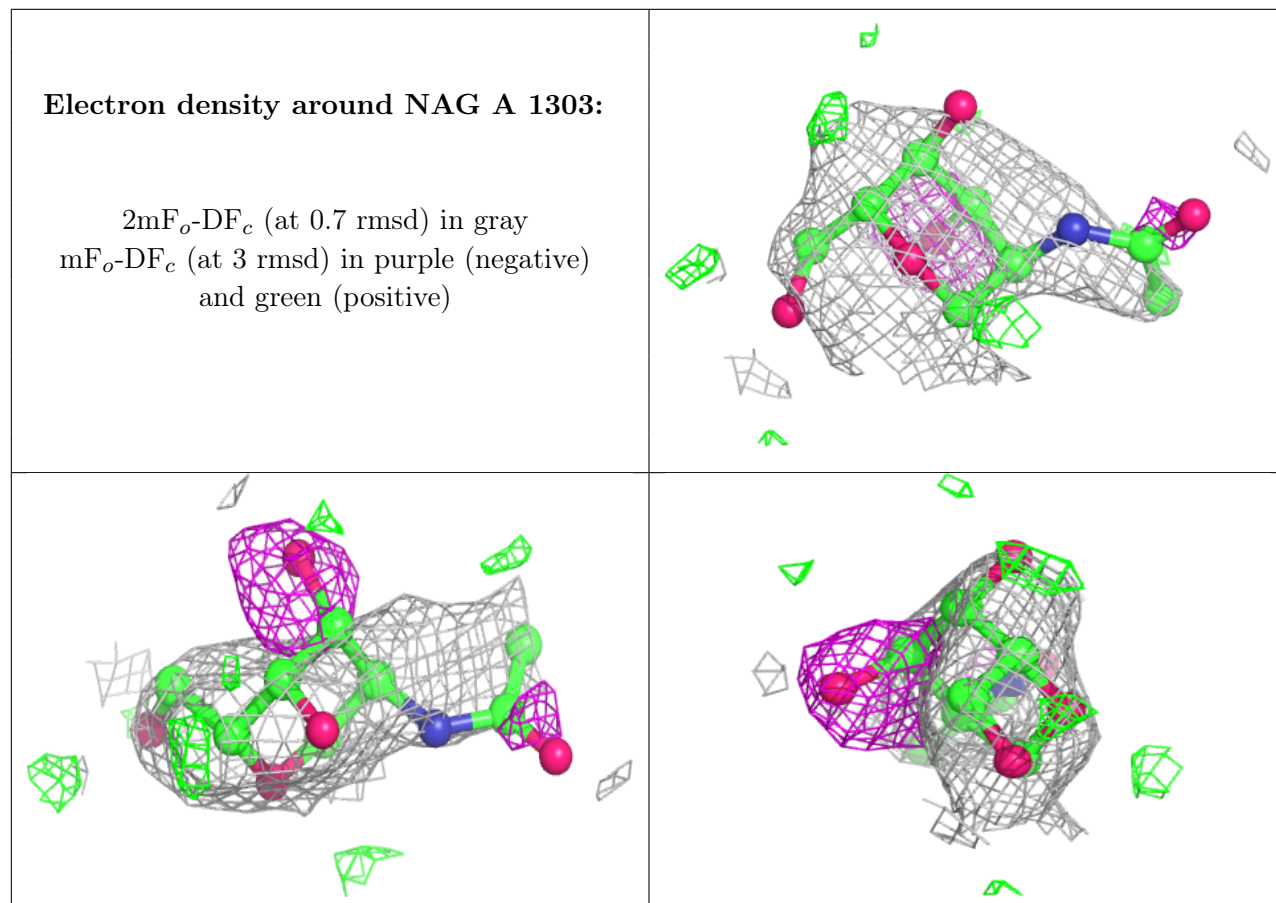 Electron density around NAG A 1303:
2mFₒ-DF𝒸 (at 0.7 rmsd) in gray
mFₒ-DF𝒸 (at 3 rmsd) in purple (negative)
and green (positive)